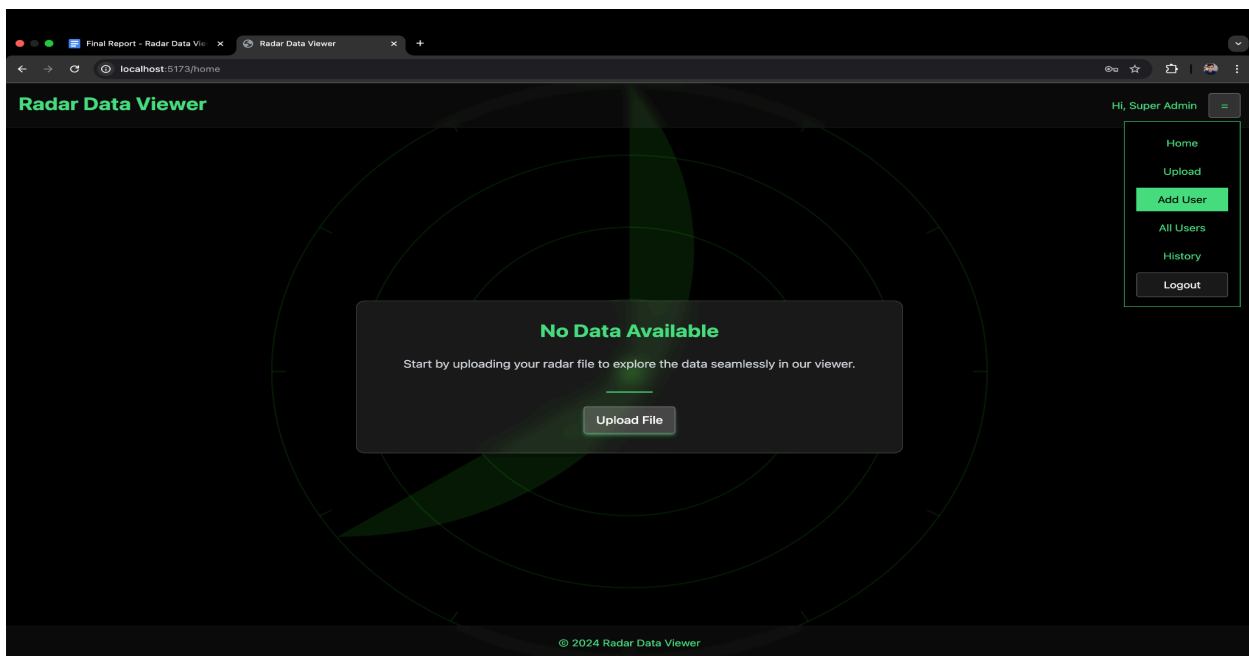 Final Report - Radar Data Vie
Radar Data Viewer
localhost:5173/home
Radar Data Viewer
Hi, Super Admin
Home
Upload
Add User
All Users
History
Logout
No Data Available
Start by uploading your radar file to explore the data seamlessly in our viewer.
Upload File
© 2024 Radar Data Viewer